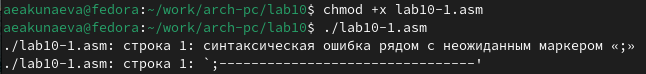 aeakunaeva@fedora:~/work/arch-pc/lab10$ chmod +x lab10-1.asm
aeakunaeva@fedora:~/work/arch-pc/lab10$ ./lab10-1.asm
./lab10-1.asm: строка 1: синтаксическая ошибка рядом с неожиданным маркером «;»
./lab10-1.asm: строка 1: `;--------------------------------'